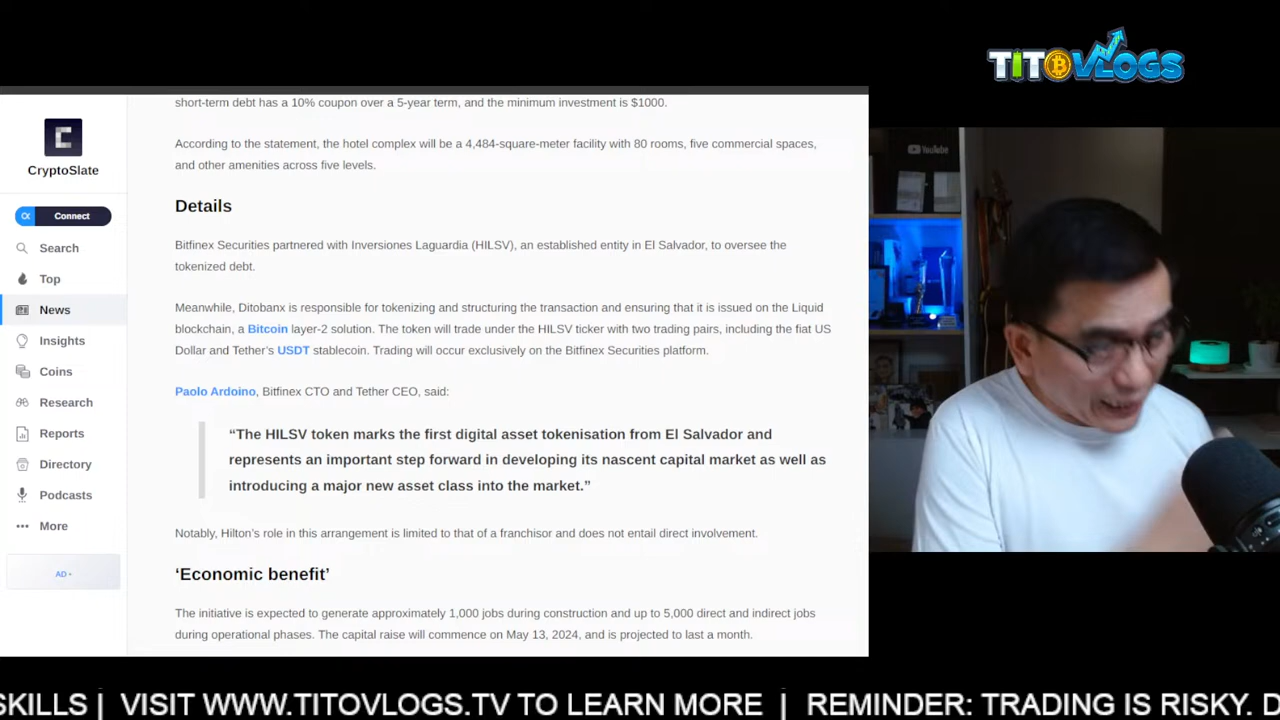 TITOVLOGS
short-term debt has a 10% coupon over a 5-year term, and the minimum investment is $1000.
According to the statement, the hotel complex will be a 4,484-square-meter facility with 80 rooms, five commercial spaces,
and other amenities across five levels.
CryptoSlate
Connect
Search
Top
News
Insights
Coins
Research
Reports
Directory
Podcasts
More
AD
Details
Bitfinex Securities partnered with Inversiones Laguardia (HILSV), an established entity in El Salvador, to oversee the
tokenized debt.
Meanwhile, Ditobanx is responsible for tokenizing and structuring the transaction and ensuring that it is issued on the Liquid
blockchain, a Bitcoin layer-2 solution. The token will trade under the HILSV ticker with two trading pairs, including the fiat US
Dollar and Tether's USDT stablecoin. Trading will occur exclusively on the Bitfinex Securities platform.
Paolo Ardoino, Bitfinex CTO and Tether CEO, said:
“The HILSV token marks the first digital asset tokenisation from El Salvador and
represents an important step forward in developing its nascent capital market as well as
introducing a major new asset class into the market.”
Notably, Hilton's role in this arrangement is limited to that of a franchisor and does not entail direct involvement.
‘Economic benefit’
The initiative is expected to generate approximately 1,000 jobs during construction and up to 5,000 direct and indirect jobs
during operational phases. The capital raise will commence on May 13, 2024, and is projected to last a month.
YouTube
SKILLS | VISIT WWW.TITOVLOGS.TV TO LEARN MORE | REMINDER: TRADING IS RISKY. D